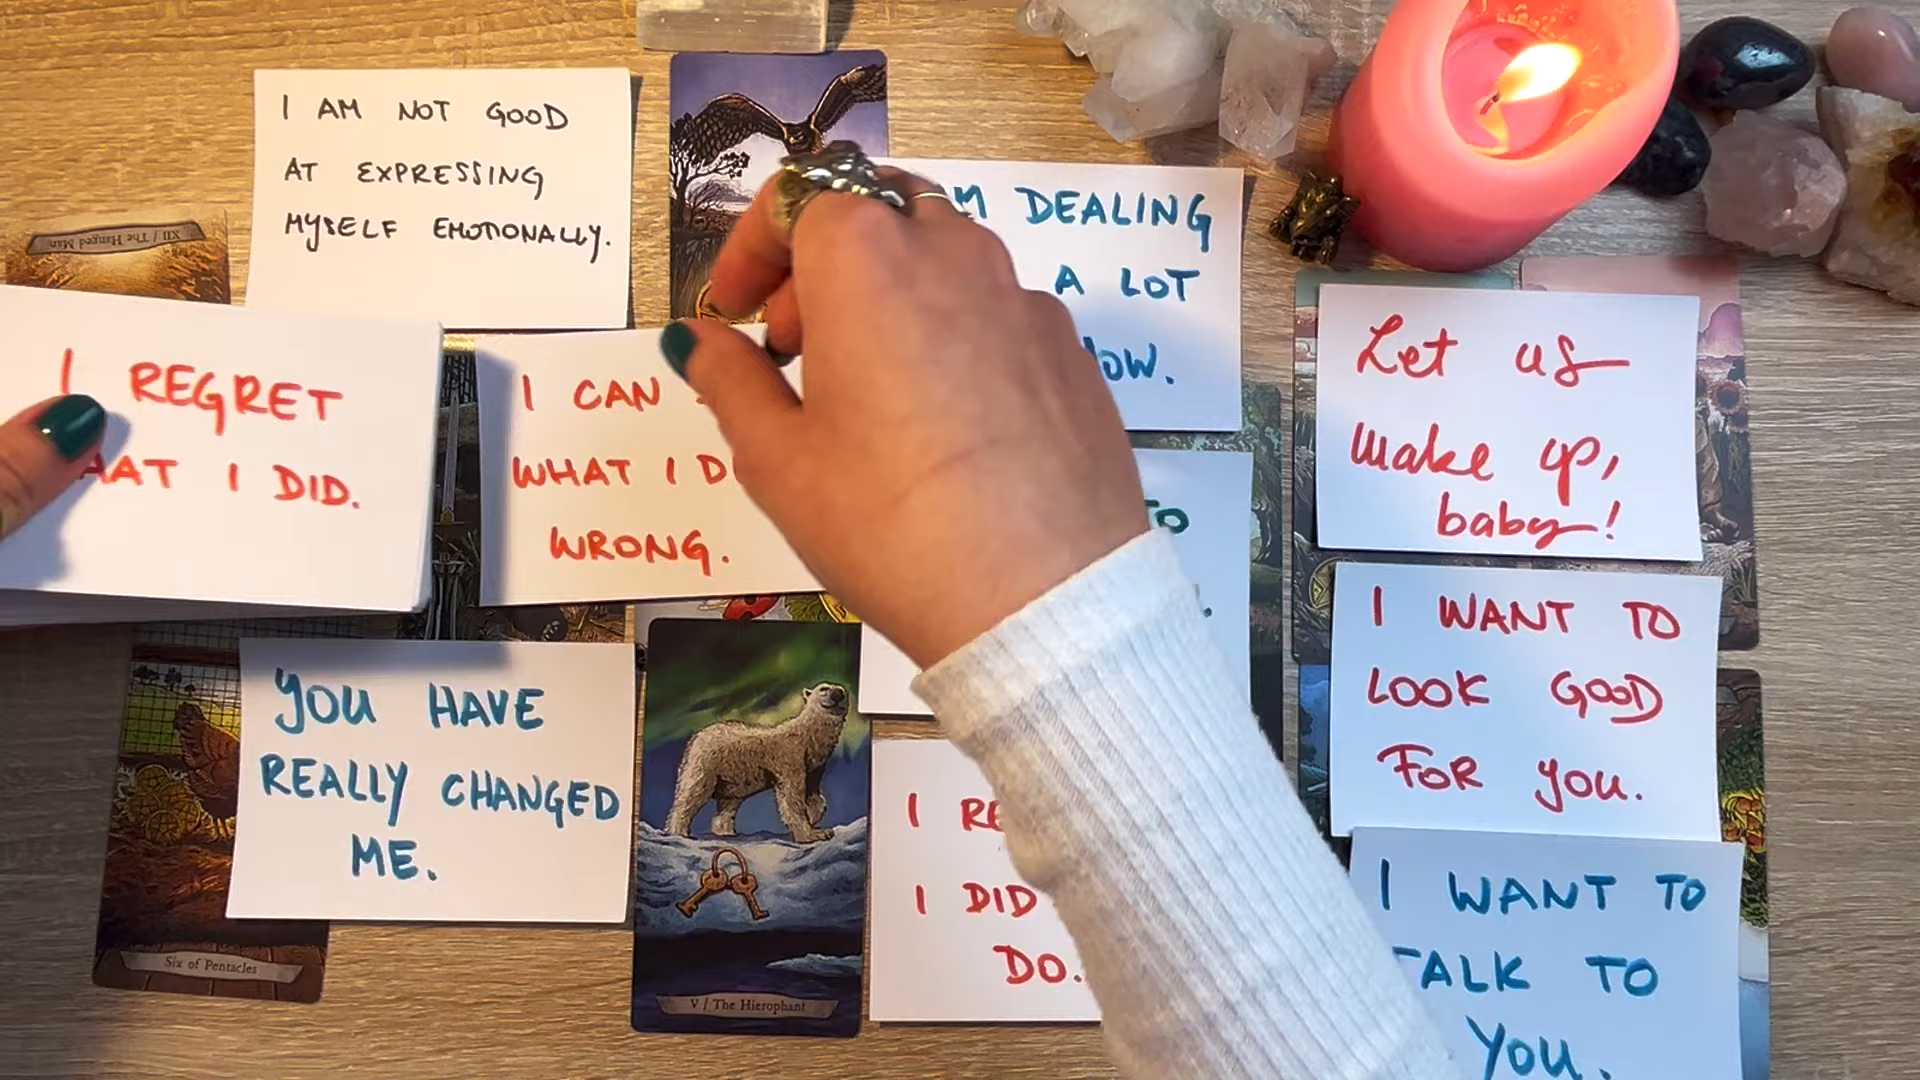 I AM NOT GOOD
AT EXPRESSING
MYSELF EMOTIONALLY.
XII / The Hanged Man
DEALING
A LOT
I REGRET
I DID.
I CAN
WHAT I
WRONG.
Let us
make up,
baby!
I WANT TO
LOOK GOOD
FOR YOU.
YOU HAVE
REALLY CHANGED
ME.
Six of Pentacles
V / The Hierophant
I
I DID
DO.
I WANT TO
TALK TO
YOU.